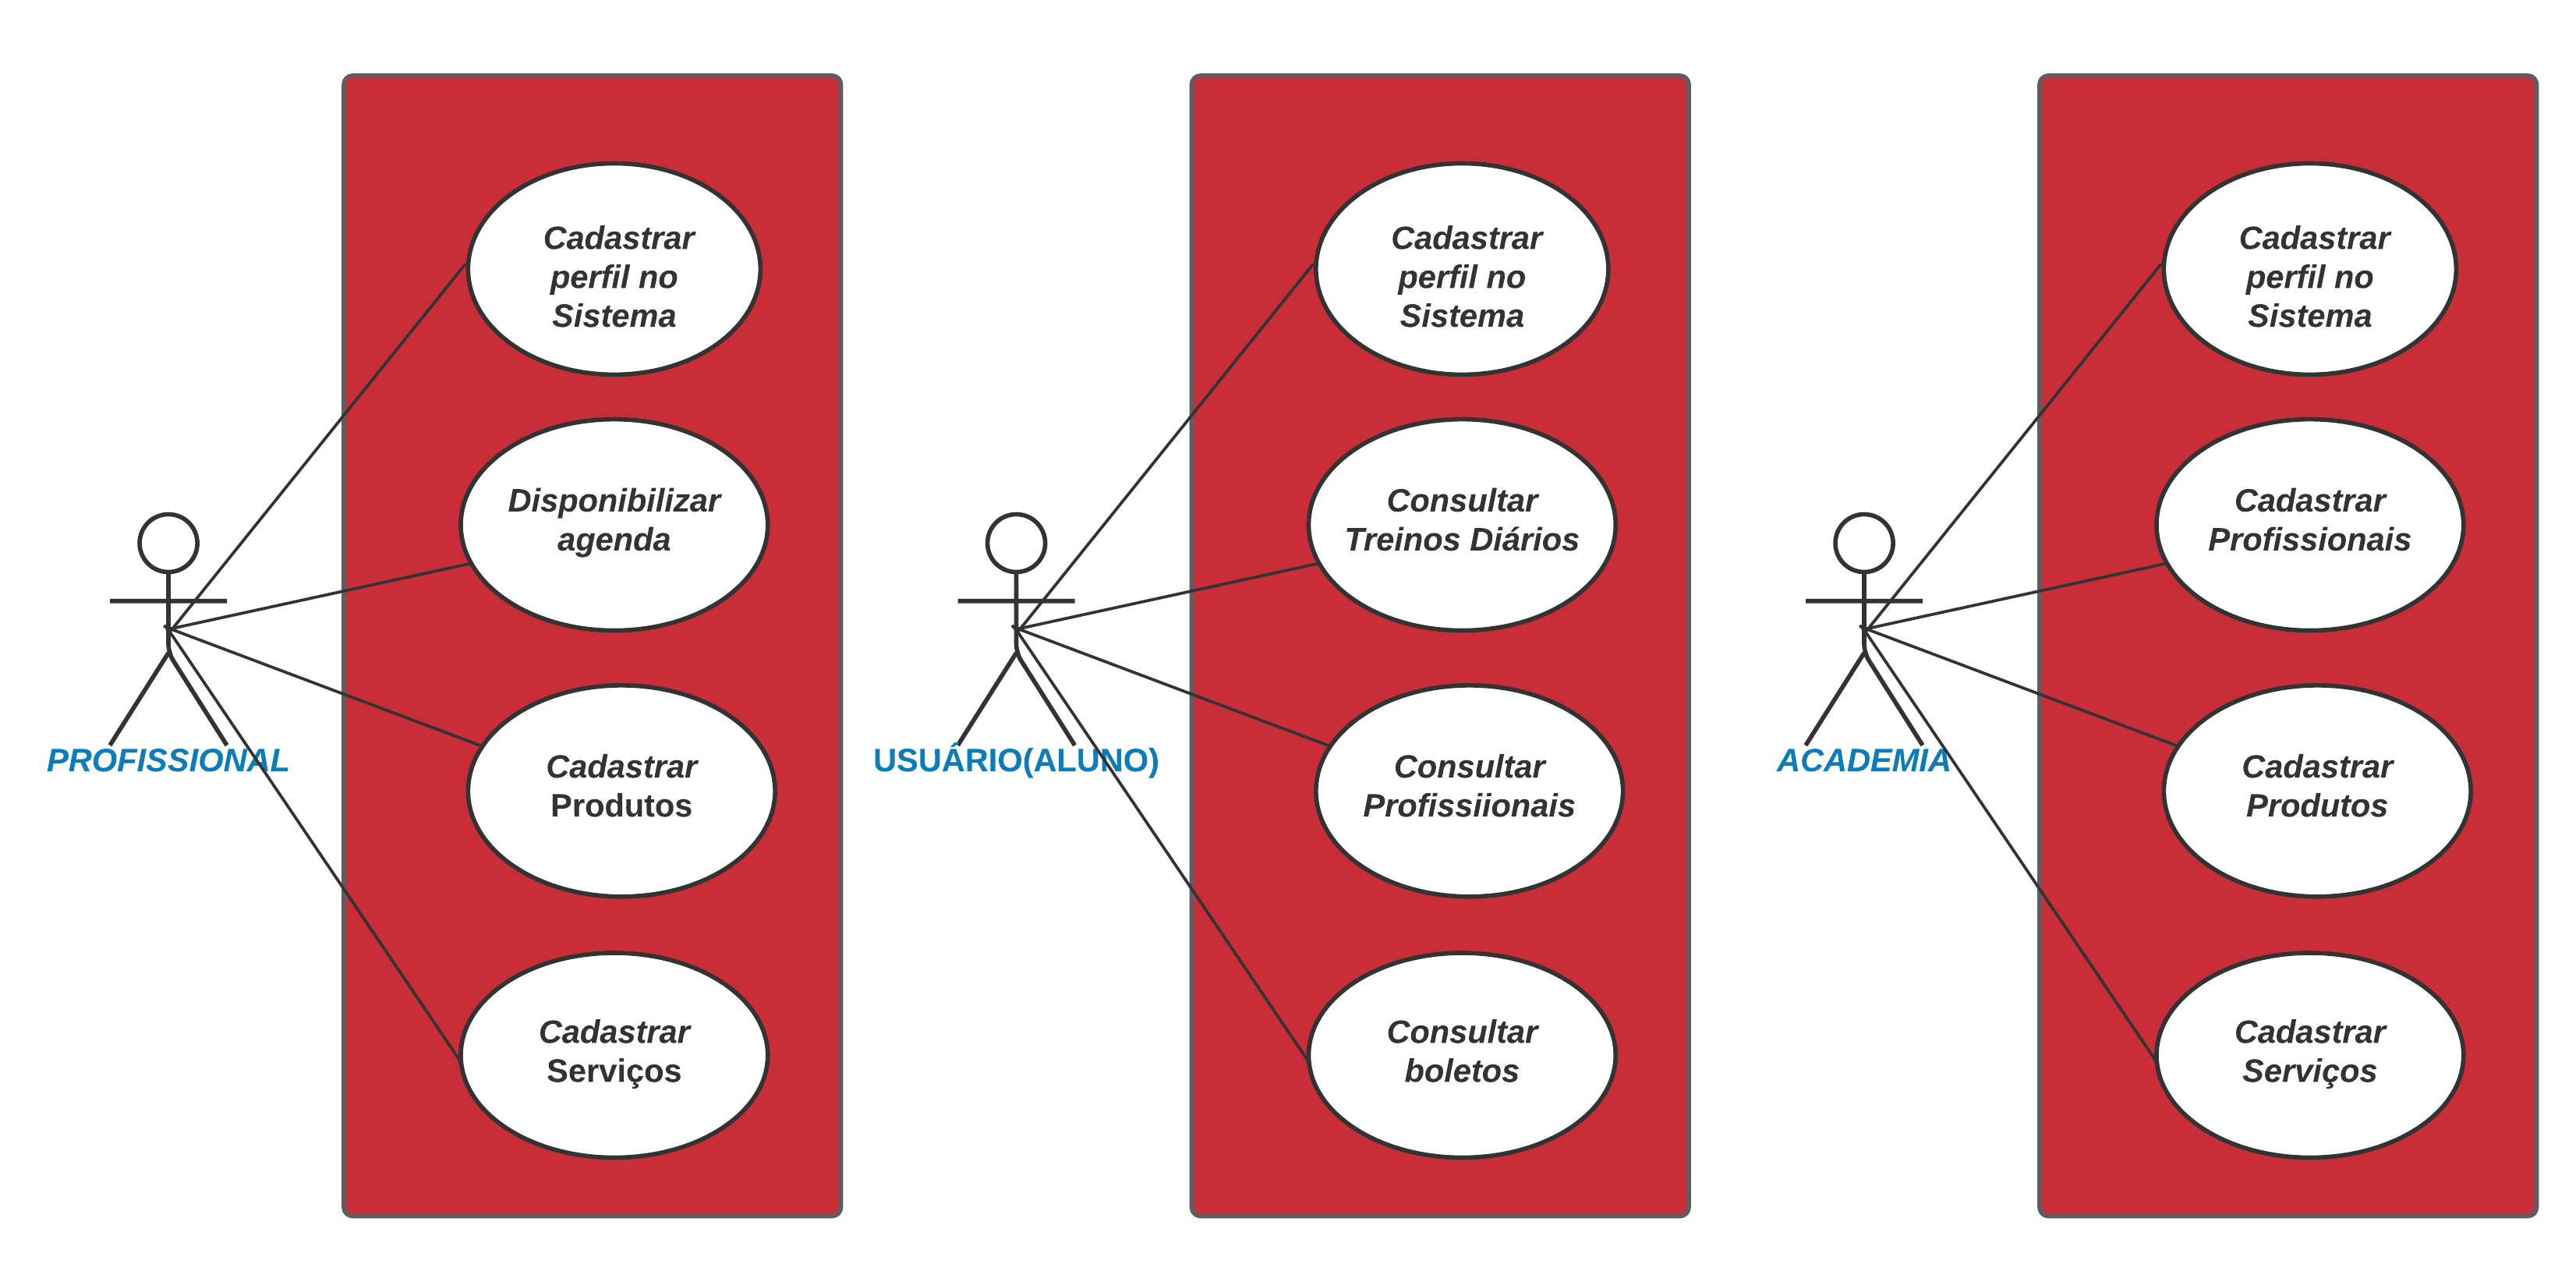 Cadastrar
perfil no
Sistema
Disponibilizar
agenda
PROFISSIONAL
Cadastrar
Produtos
Cadastrar
Serviços
Cadastrar
perfil no
Sistema
Consultar
Treinos Diários
USUÁRIO(ALUNO)
Consultar
Profissiionais
Consultar
boletos
Cadastrar
perfil no
Sistema
Cadastrar
Profissionais
ACADEMIA
Cadastrar
Produtos
Cadastrar
Serviços